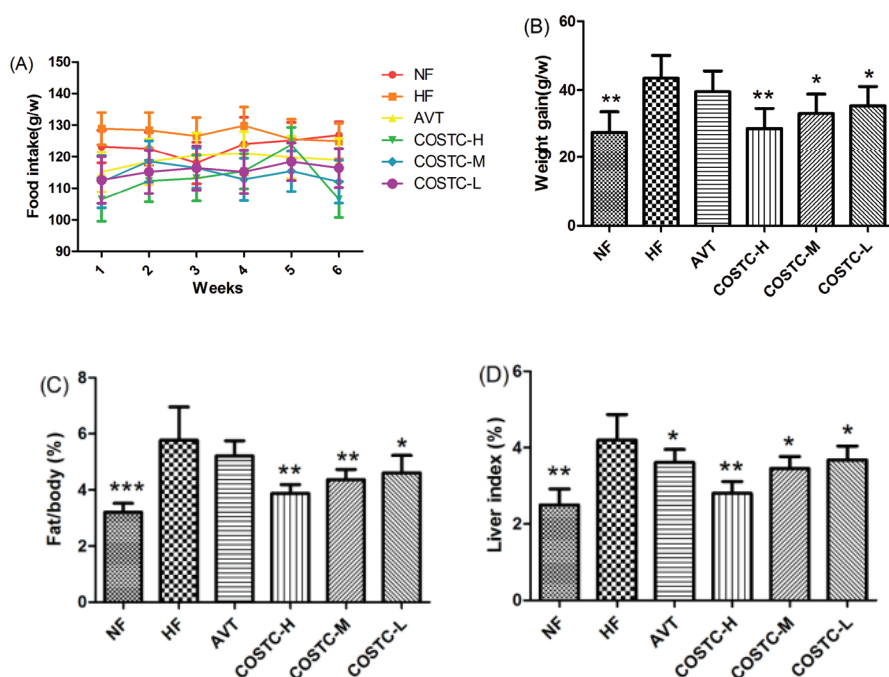 (A)
Food intake(g/w)
150
140
130
120
110
100
90
1 2 3 4 5 6
Weeks
NF
HF
AVT
COSTC-H
COSTC-M
COSTC-L
(B)
Weight gain(g/w)
60
40
20
0
** ** * *
NF HF AVT COSTC-H COSTC-M COSTC-L
(C)
Fat/body (%)
8
6
4
2
0
*** ** ** *
NF HF AVT COSTC-H COSTC-M COSTC-L
(D)
Liver index (%)
6
4
2
0
** * ** * *
NF HF AVT COSTC-H COSTC-M COSTC-L